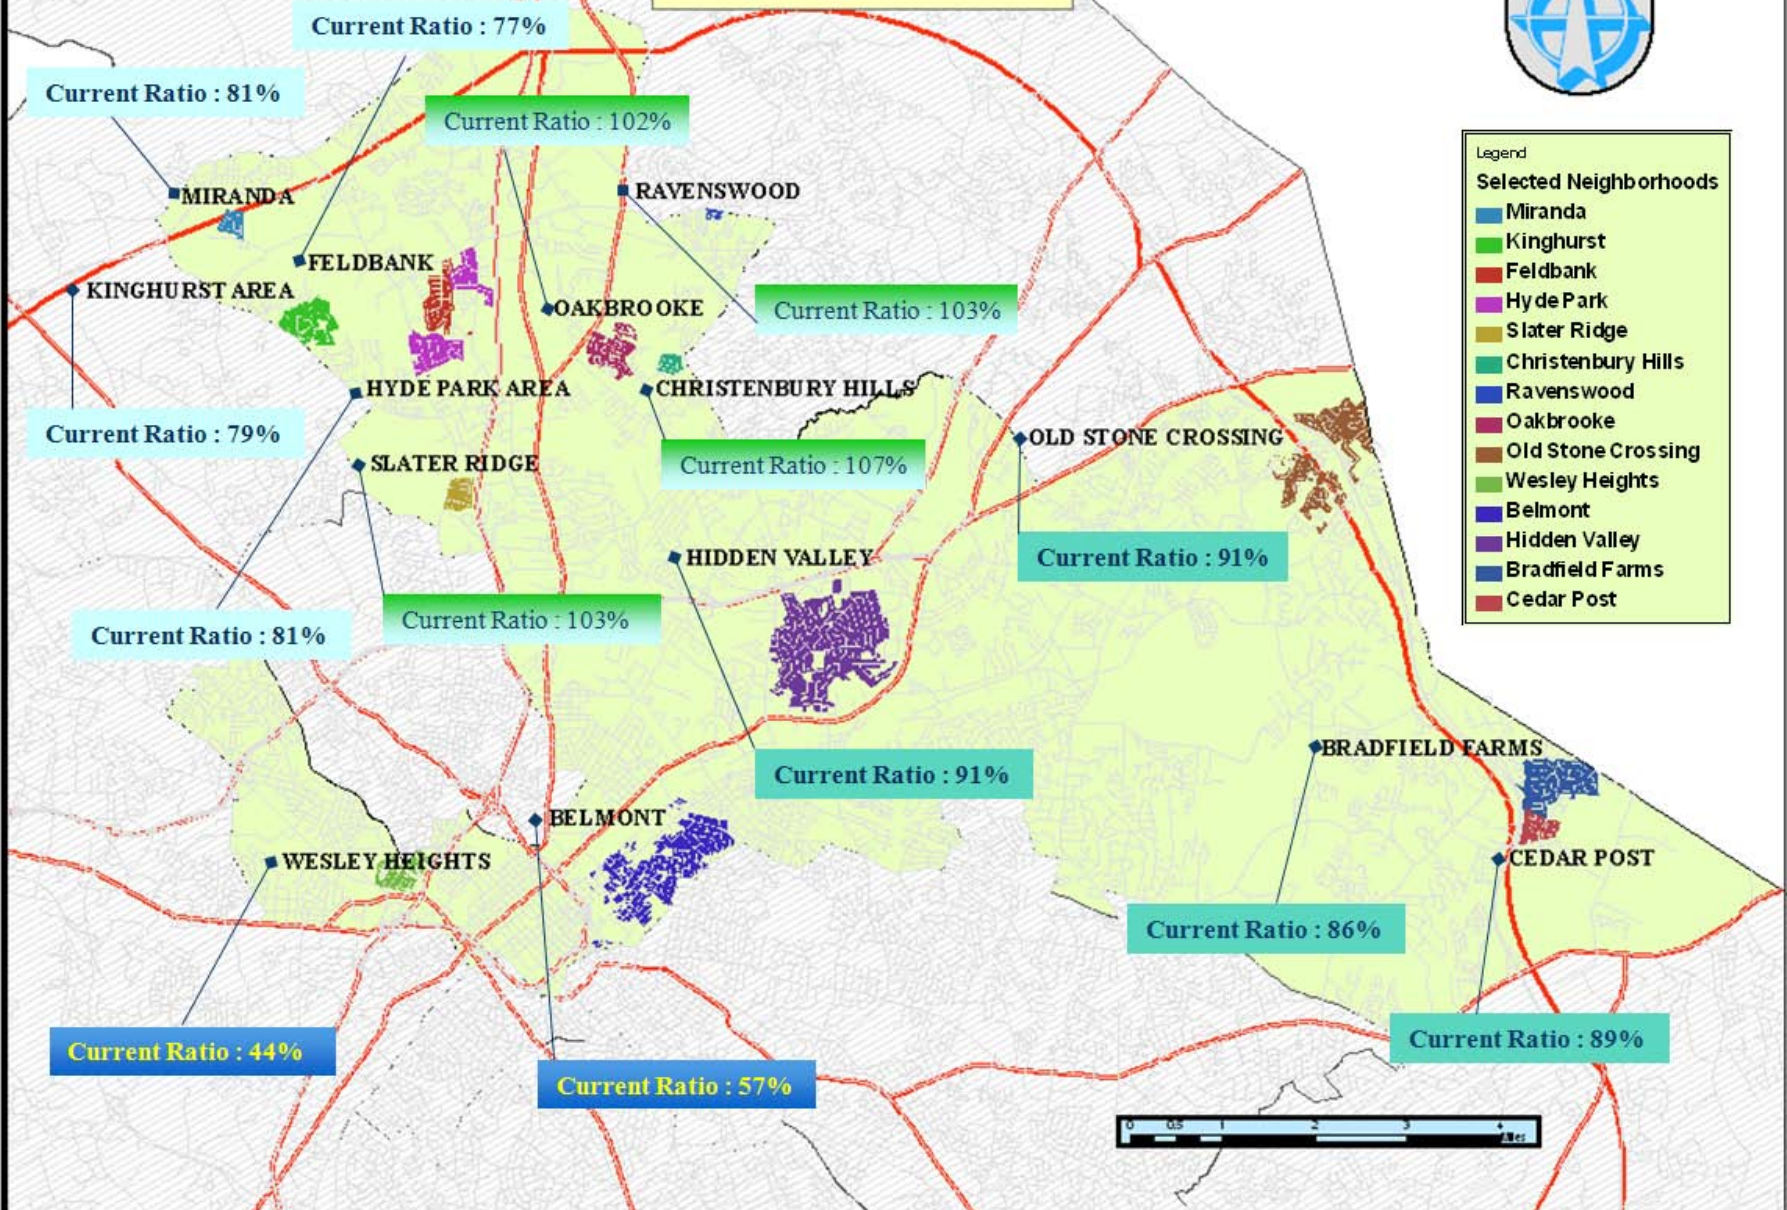 Current Ratio : 77%
Current Ratio : 81%
Current Ratio : 102%
MIRANDA
RAVENSWOOD
FELDBANK
KINGHURST AREA
OAKBROOKE
Current Ratio : 103%
HYDE PARK AREA
CHRISTENBURY HILLS
Current Ratio : 79%
OLD STONE CROSSING
SLATER RIDGE
Current Ratio : 107%
HIDDEN VALLEY
Current Ratio : 91%
Current Ratio : 103%
Current Ratio : 81%
BRADFIELD FARMS
Current Ratio : 91%
BELMONT
WESLEY HEIGHTS
CEDAR POST
Current Ratio : 86%
Current Ratio : 89%
Current Ratio : 44%
Current Ratio : 57%
Legend
Selected Neighborhoods
Miranda
Kinghurst
Feldbank
Hyde Park
Slater Ridge
Christenbury Hills
Ravenswood
Oakbrooke
Old Stone Crossing
Wesley Heights
Belmont
Hidden Valley
Bradfield Farms
Cedar Post
0 0.5 1 2 3 4
Miles